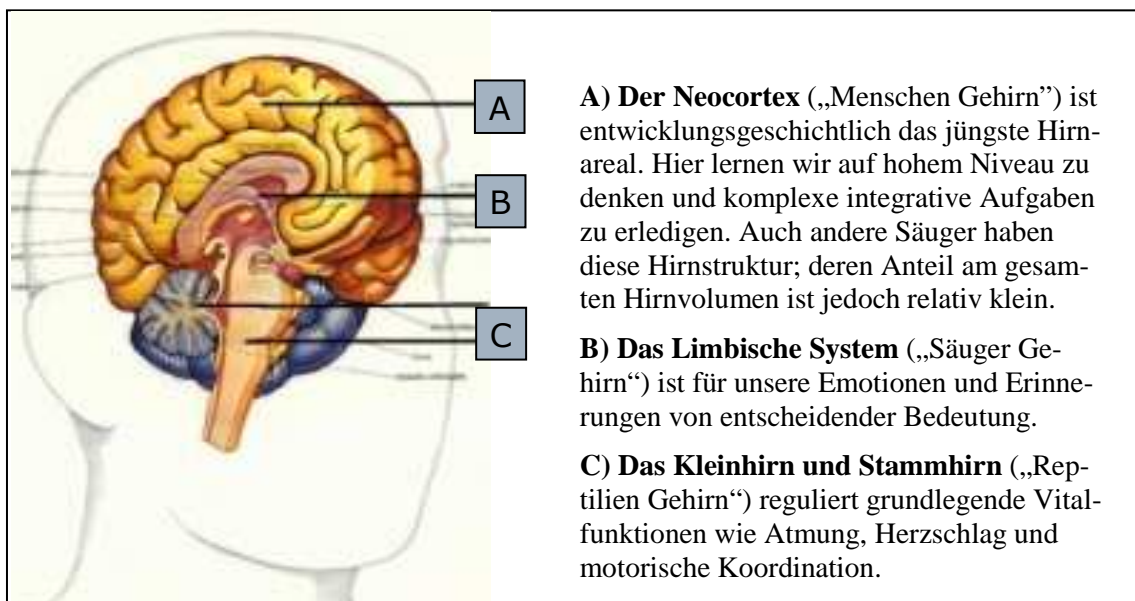 A
B
C
A) Der Neocortex („Menschen Gehirn”) ist
entwicklungsgeschichtlich das jüngste Hirn-
areal. Hier lernen wir auf hohem Niveau zu
denken und komplexe integrative Aufgaben
zu erledigen. Auch andere Säuger haben
diese Hirnstruktur; deren Anteil am gesam-
ten Hirnvolumen ist jedoch relativ klein.
B) Das Limbische System („Säuger Ge-
hirn“) ist für unsere Emotionen und Erinne-
rungen von entscheidender Bedeutung.
C) Das Kleinhirn und Stammhirn („Rep-
tilien Gehirn“) reguliert grundlegende Vital-
funktionen wie Atmung, Herzschlag und
motorische Koordination.